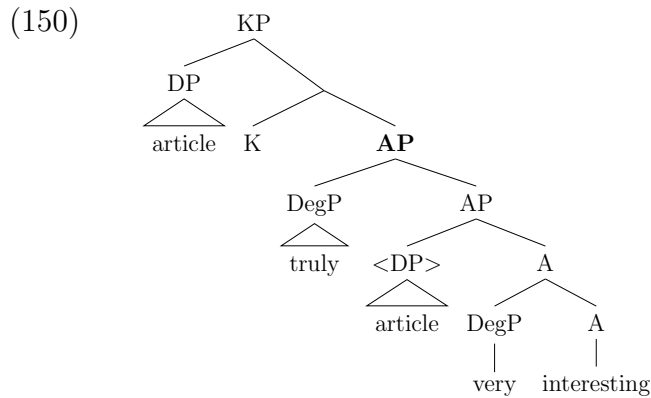 (150) KP
DP
article K AP
DegP AP
truly <DP> A
article DegP A
very interesting